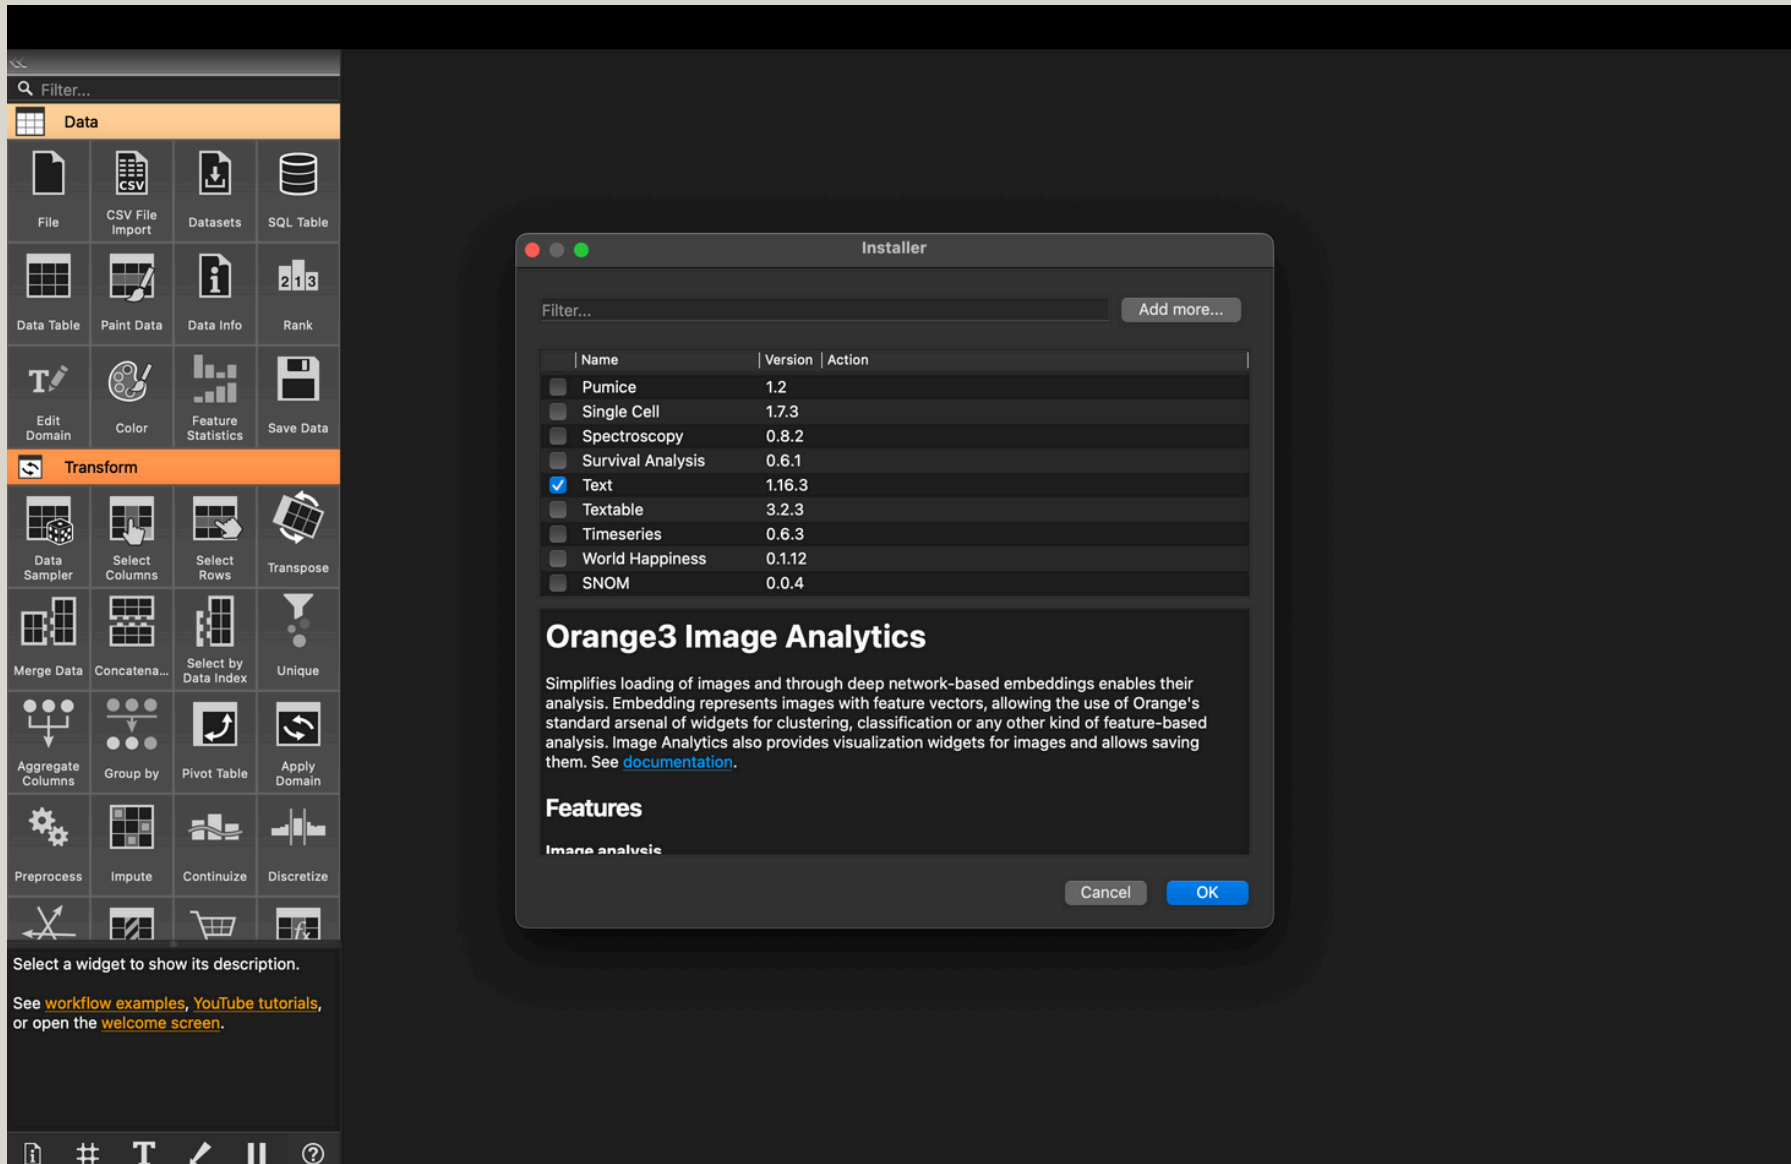 Filter...
Data
File
CSV File Import
Datasets
SQL Table
Data Table
Paint Data
Data Info
Rank
Edit Domain
Color
Feature Statistics
Save Data
Transform
Data Sampler
Select Columns
Select Rows
Transpose
Merge Data
Concatena...
Select by Data Index
Unique
Aggregate Columns
Group by
Pivot Table
Apply Domain
Preprocess
Impute
Continuize
Discretize
Select a widget to show its description.
See workflow examples, YouTube tutorials,
or open the welcome screen.
Installer
Filter...
Add more...
Name Version Action
Pumice 1.2
Single Cell 1.7.3
Spectroscopy 0.8.2
Survival Analysis 0.6.1
Text 1.16.3
Textable 3.2.3
Timeseries 0.6.3
World Happiness 0.1.12
SNOM 0.0.4
Orange3 Image Analytics
Simplifies loading of images and through deep network-based embeddings enables their
analysis. Embedding represents images with feature vectors, allowing the use of Orange's
standard arsenal of widgets for clustering, classification or any other kind of feature-based
analysis. Image Analytics also provides visualization widgets for images and allows saving
them. See documentation.
Features
Image analysis
Cancel
OK